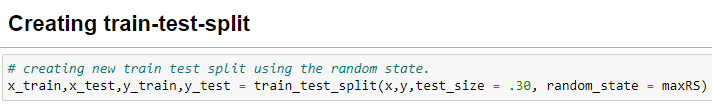 Creating train-test-split
# creating new train test split using the random state.
x_train,x_test,y_train,y_test = train_test_split(x,y,test_size = .30, random_state = maxRS)